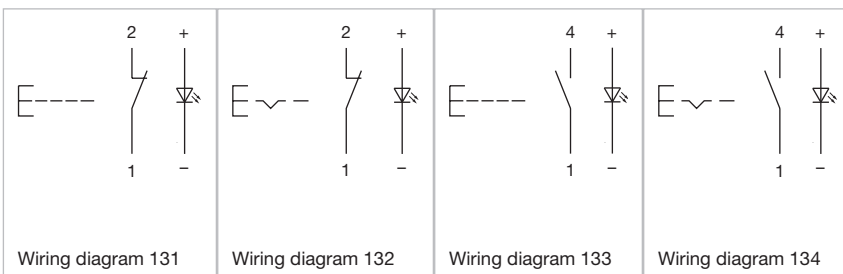 2 +
1 –
Wiring diagram 131
2 +
1 –
Wiring diagram 132
4 +
1 –
Wiring diagram 133
4 +
1 –
Wiring diagram 134